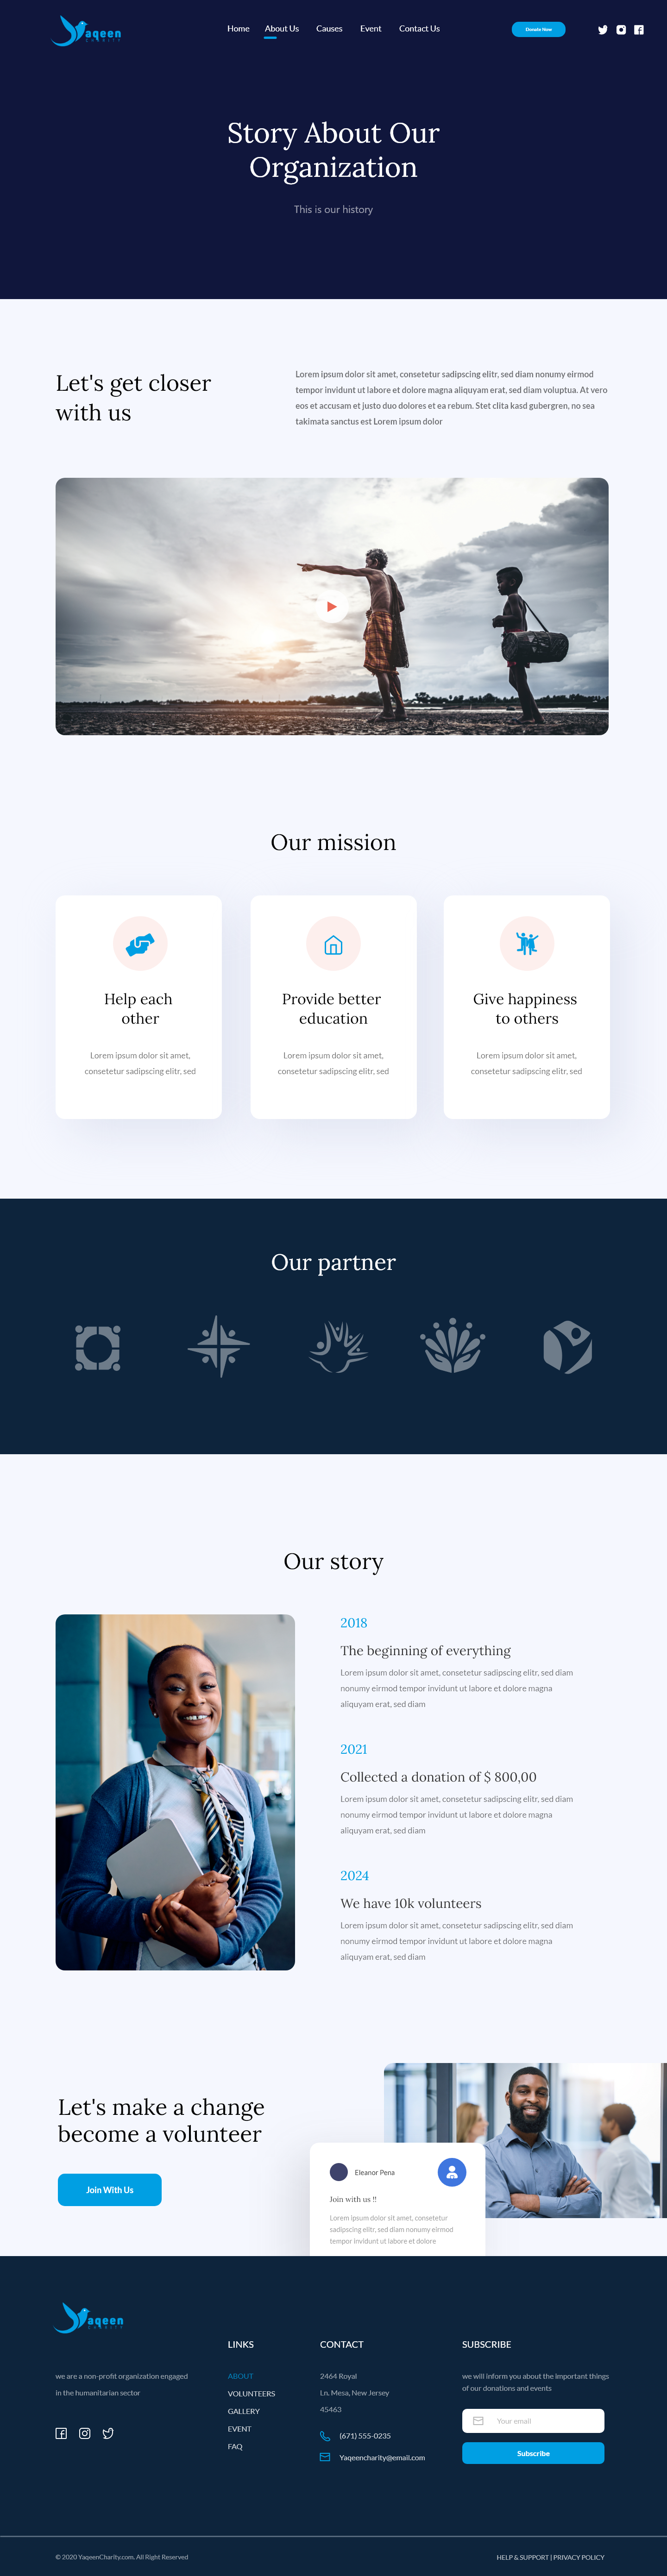 Yaqeen
CHARITY
Home About Us Causes Event Contact Us Donate Now
Story About Our
Organization
This is our history
Let's get closer
with us
Lorem ipsum dolor sit amet, consetetur sadipscing elitr, sed diam nonumy eirmod
tempor invidunt ut labore et dolore magna aliquyam erat, sed diam voluptua. At vero
eos et accusam et justo duo dolores et ea rebum. Stet clita kasd gubergren, no sea
takimata sanctus est Lorem ipsum dolor
Our mission
Help each
other
Lorem ipsum dolor sit amet,
consetetur sadipscing elitr, sed
Provide better
education
Lorem ipsum dolor sit amet,
consetetur sadipscing elitr, sed
Give happiness
to others
Lorem ipsum dolor sit amet,
consetetur sadipscing elitr, sed
Our partner
Our story
2018
The beginning of everything
Lorem ipsum dolor sit amet, consetetur sadipscing elitr, sed diam
nonumy eirmod tempor invidunt ut labore et dolore magna
aliquyam erat, sed diam
2021
Collected a donation of $ 800,00
Lorem ipsum dolor sit amet, consetetur sadipscing elitr, sed diam
nonumy eirmod tempor invidunt ut labore et dolore magna
aliquyam erat, sed diam
2024
We have 10k volunteers
Lorem ipsum dolor sit amet, consetetur sadipscing elitr, sed diam
nonumy eirmod tempor invidunt ut labore et dolore magna
aliquyam erat, sed diam
Let's make a change
become a volunteer
Join With Us
Eleanor Pena
Join with us !!
Lorem ipsum dolor sit amet, consetetur
sadipscing elitr, sed diam nonumy eirmod
tempor invidunt ut labore et dolore
Yaqeen
CHARITY
we are a non-profit organization engaged
in the humanitarian sector
LINKS
ABOUT
VOLUNTEERS
GALLERY
EVENT
FAQ
CONTACT
2464 Royal
Ln. Mesa, New Jersey
45463
(671) 555-0235
Yaqeencharity@email.com
SUBSCRIBE
we will inform you about the important things
of our donations and events
Your email
Subscribe
© 2020 YaqeenCharity.com. All Right Reserved
HELP & SUPPORT | PRIVACY POLICY